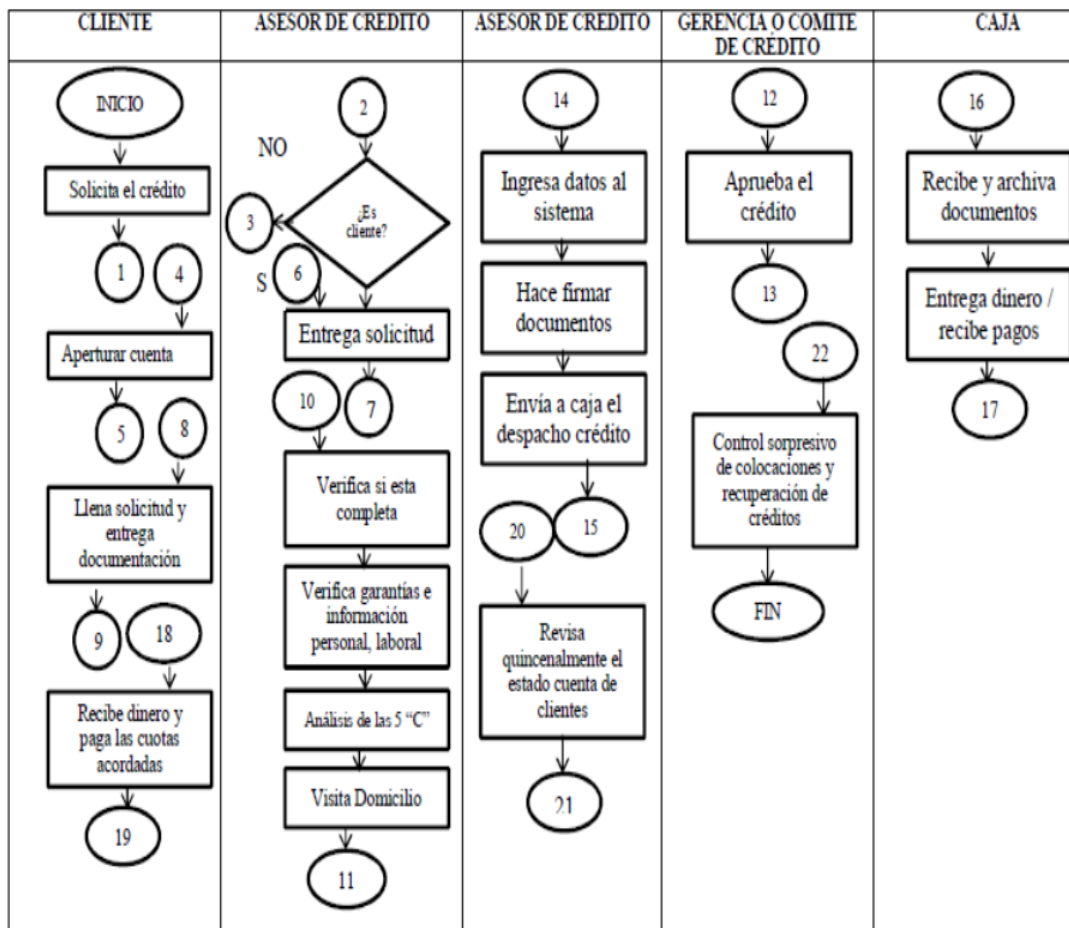 CLIENTE
INICIO
Solicita el crédito
1
4
Aperturar cuenta
5
8
Llena solicitud y
entrega
documentación
9
18
Recibe dinero y
paga las cuotas
acordadas
19
ASESOR DE CREDITO
2
NO
¿Es
cliente?
3
S
6
Entrega solicitud
10
7
Verifica si esta
completa
Verifica garantías e
información
personal, laboral
Análisis de las 5 “C”
Visita Domicilio
11
ASESOR DE CRÉDITO
14
Ingresa datos al
sistema
Hace firmar
documentos
Envía a caja el
despacho crédito
20
15
Revisa
quincenalmente el
estado cuenta de
clientes
21
GERENCIA O COMITE
DE CRÉDITO
12
Aprueba el
crédito
13
22
Control sorpresivo
de colocaciones y
recuperación de
créditos
FIN
CAJA
16
Recibe y archiva
documentos
Entrega dinero /
recibe pagos
17